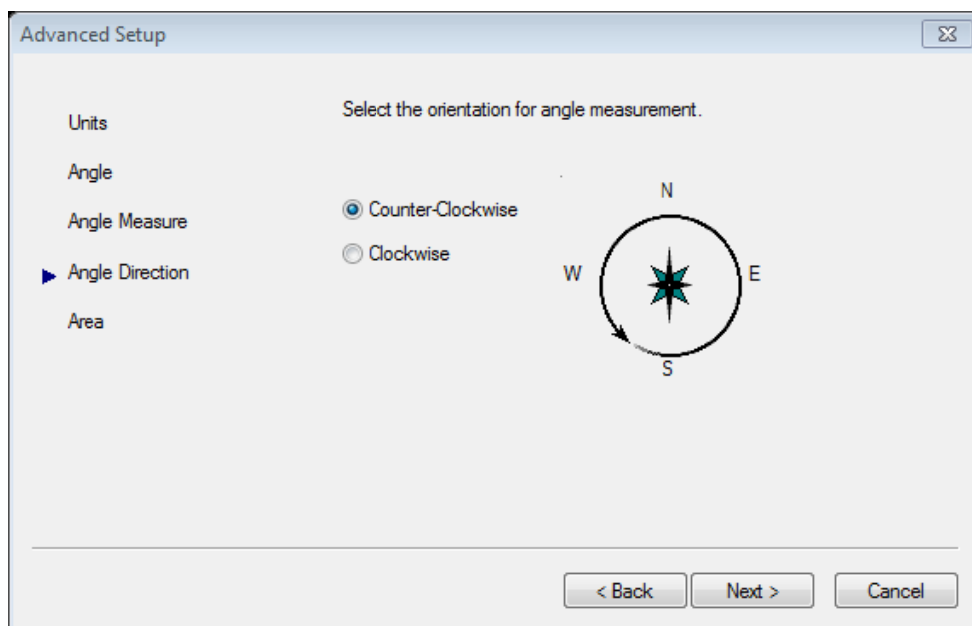 Advanced Setup
Units
Angle
Angle Measure
Angle Direction
Area
Select the orientation for angle measurement.
Counter-Clockwise
Clockwise
N
W
E
S
< Back
Next >
Cancel